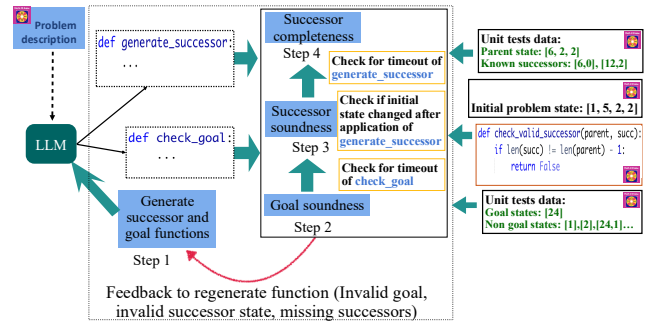 Problem
description
def generate_successor:
...
LLM
def check_goal:
...
Generate
successor and
goal functions
Step 1
Successor
completeness
Step 4
Check for timeout of
generate_successor
Successor
soundness
Step 3
Check if initial
state changed after
application of
generate_successor
Check for timeout
of check_goal
Goal soundness
Step 2
Unit tests data:
Parent state: [6, 2, 2]
Known successors: [6,0], [12,2]
Initial problem state: [1, 5, 2, 2]
def check_valid_successor(parent, succ):
if len(succ) != len(parent) - 1:
return False
Unit tests data:
Goal states: [24]
Non goal states: [1],[2],[24,1]...
Feedback to regenerate function (Invalid goal,
invalid successor state, missing successors)